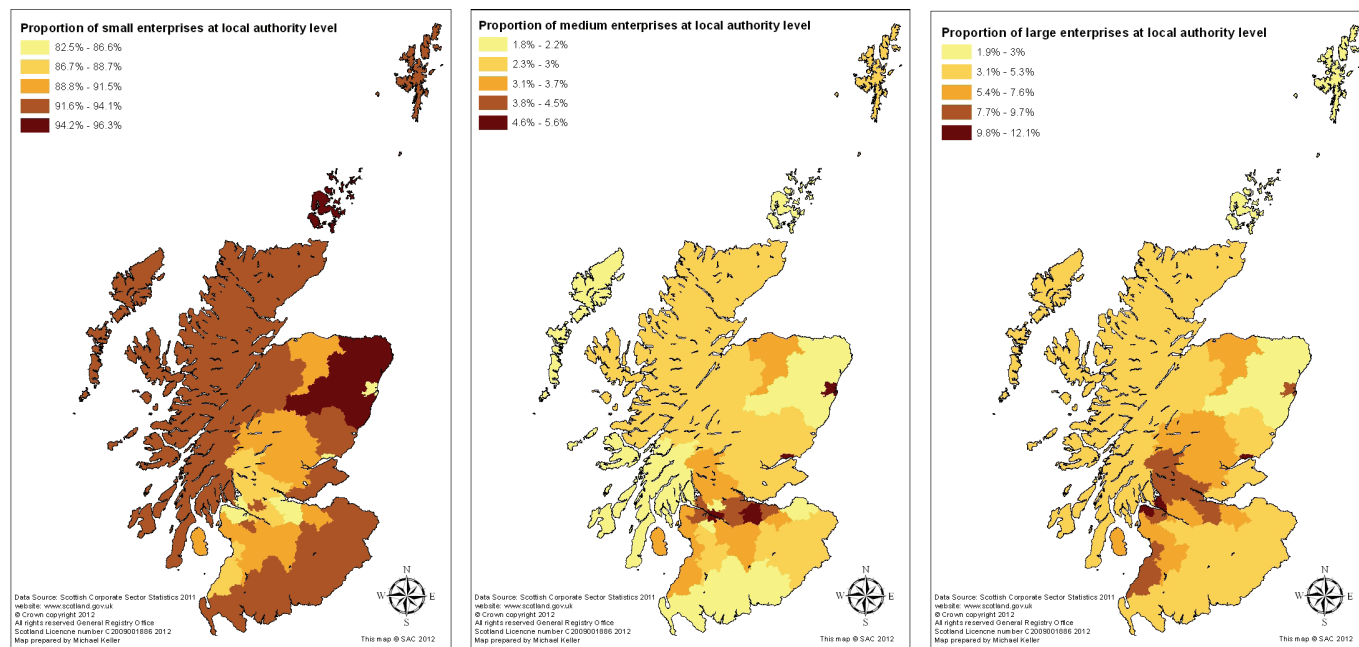 Proportion of small enterprises at local authority level
82.5% - 86.6%
86.7% - 88.7%
88.8% - 91.5%
91.6% - 94.1%
94.2% - 96.3%
Data Source: Scottish Corporate Sector Statistics 2011
website: www.scotland.gov.uk
© Crown copyright 2012
All rights reserved General Registry Office
Scotland Licencne number C2009001886 2012
Map prepared by Michael Keller
N
W E
S
This map © SAC 2012
Proportion of medium enterprises at local authority level
1.8% - 2.2%
2.3% - 3%
3.1% - 3.7%
3.8% - 4.5%
4.6% - 5.6%
Data Source: Scottish Corporate Sector Statistics 2011
website: www.scotland.gov.uk
© Crown copyright 2012
All rights reserved General Registry Office
Scotland Licencne number C2009001886 2012
Map prepared by Michael Keller
N
W E
S
This map © SAC 2012
Proportion of large enterprises at local authority level
1.9% - 3%
3.1% - 5.3%
5.4% - 7.6%
7.7% - 9.7%
9.8% - 12.1%
Data Source: Scottish Corporate Sector Statistics 2011
website: www.scotland.gov.uk
© Crown copyright 2012
All rights reserved General Registry Office
Scotland Licencne number C2009001886 2012
Map prepared by Michael Keller
N
W E
S
This map © SAC 2012